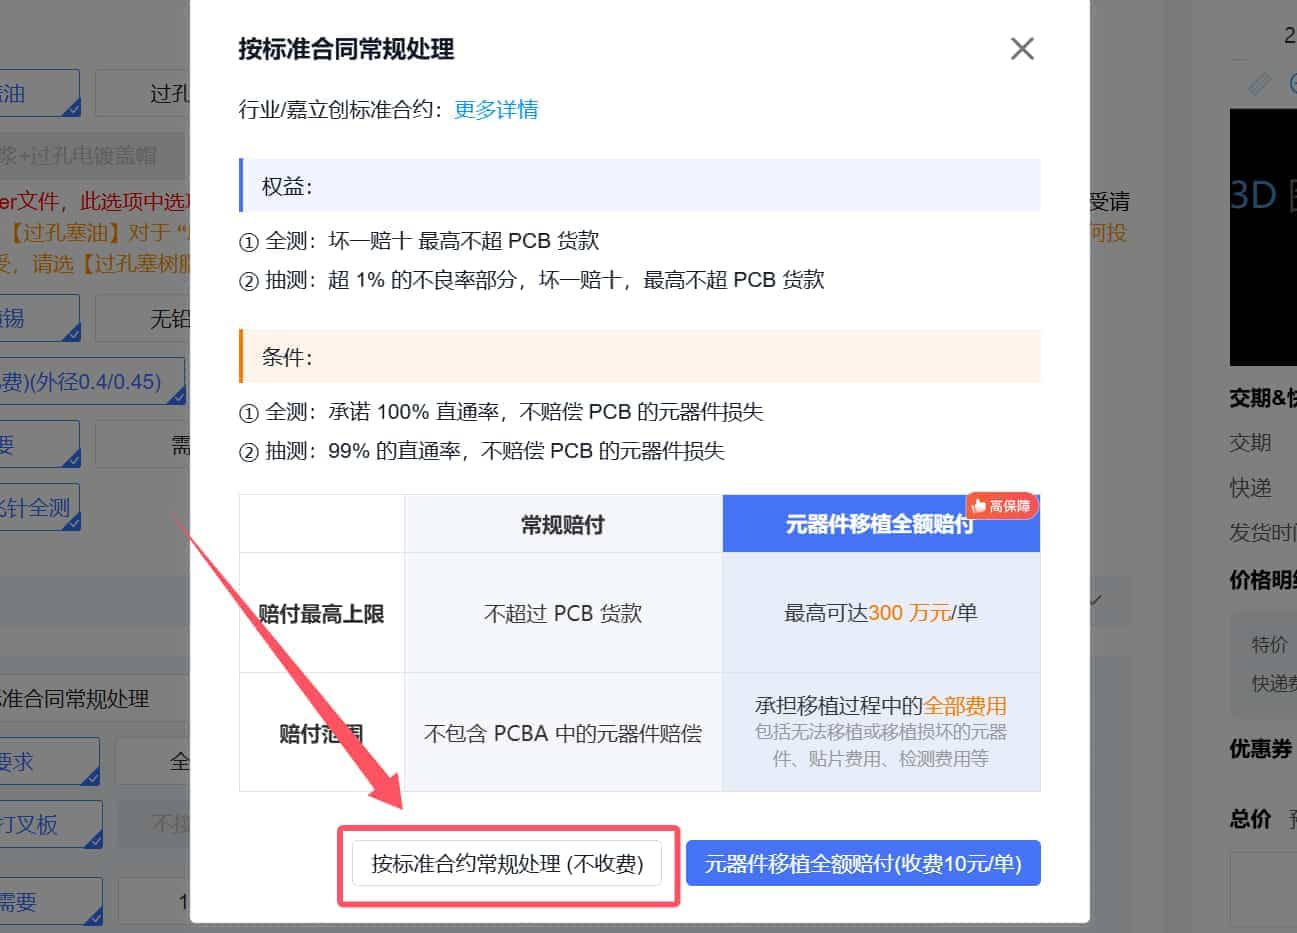 按标准合同常规处理
行业/嘉立创标准合约：更多详情
权益：
① 全测：坏一赔十 最高不超 PCB 货款
② 抽测：超 1% 的不良率部分，坏一赔十，最高不超 PCB 货款
条件：
① 全测：承诺 100% 直通率，不赔偿 PCB 的元器件损失
② 抽测：99% 的直通率，不赔偿 PCB 的元器件损失
常规赔付
元器件移植全额赔付
高保障
赔付最高上限
不超过 PCB 货款
最高可达300 万元/单
赔付范围
不包含 PCBA 中的元器件赔偿
承担移植过程中的全部费用
包括无法移植或移植损坏的元器
件、贴片费用、检测费用等
按标准合约常规处理 (不收费)
元器件移植全额赔付(收费10元/单)
油
过孔
浆+过孔电镀盖帽
er文件，此选项中选
受请
【过孔塞油】对于 “
何投
受，请选【过孔塞树脂
锡
无铅
费)(外径0.4/0.45)
要
需
针全测
准合同常规处理
要求
全
打叉板
不接
需要
1
2
3D
交期&快
交期
快递
发货时间
价格明细
特价
快递费
优惠券
总价
预